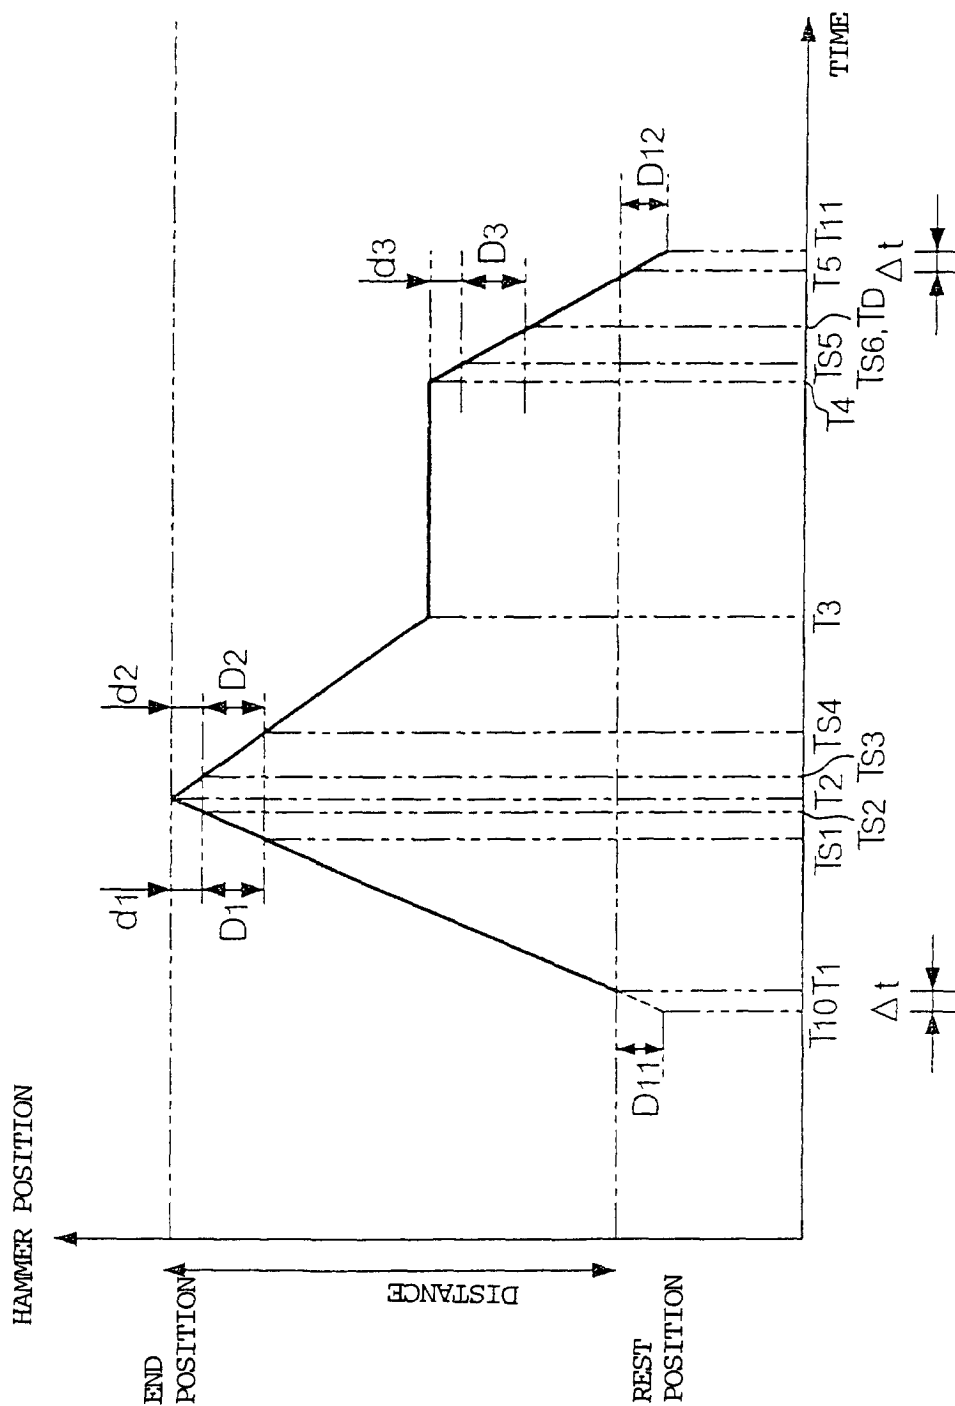 HAMMER POSITION
END
POSITION
DISTANCE
REST
POSITION
d1
D1
d2
D2
d3
D3
D11
D12
T10
T1
TS1
TS2
T2
TS3
TS4
T3
T4
TS5
TS6, TD
T5
T11
Δt
Δt
TIME